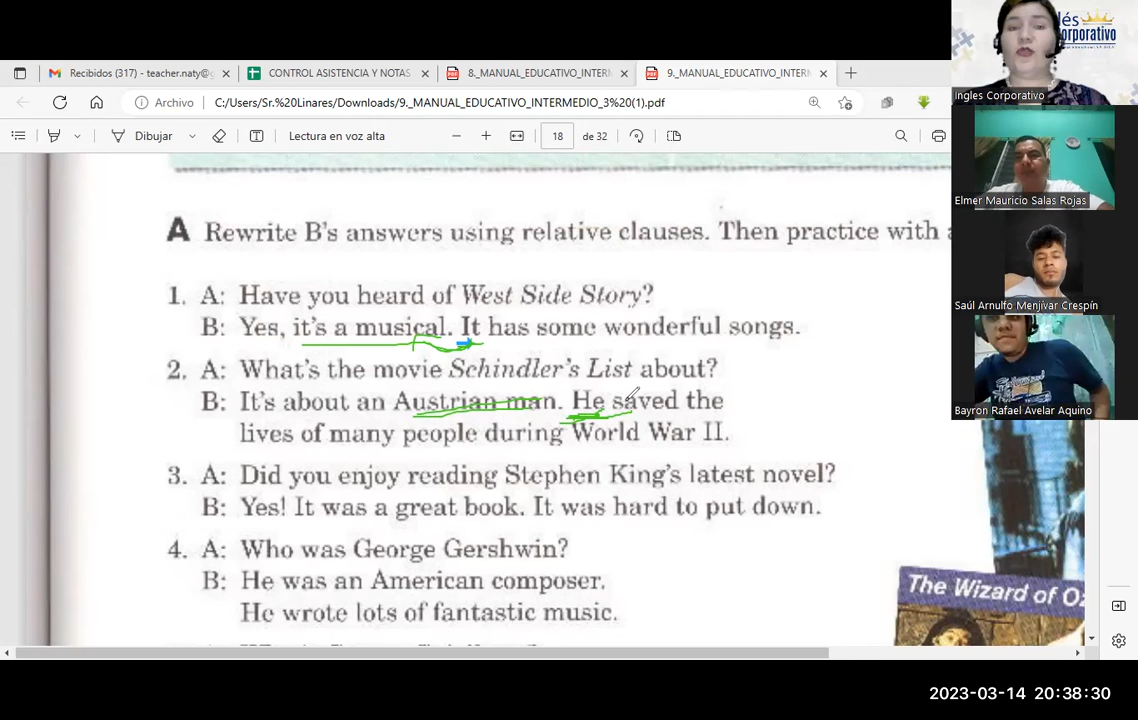 Recibidos (317) - teacher.naty@g
CONTROL ASISTENCIA Y NOTAS
8._MANUAL_EDUCATIVO_INTERM
9._MANUAL_EDUCATIVO_INTERM
Archivo
C:/Users/Sr.%20Linares/Downloads/9._MANUAL_EDUCATIVO_INTERMEDIO_3%20(1).pdf
Dibujar
Lectura en voz alta
18
de 32
A Rewrite B's answers using relative clauses. Then practice with a
1. A: Have you heard of West Side Story?
B: Yes, it's a musical. It has some wonderful songs.
2. A: What's the movie Schindler's List about?
B: It's about an Austrian man. He saved the
lives of many people during World War II.
3. A: Did you enjoy reading Stephen King's latest novel?
B: Yes! It was a great book. It was hard to put down.
4. A: Who was George Gershwin?
B: He was an American composer.
He wrote lots of fantastic music.
The Wizard of Oz
lés
orporativo
ingles Corporativo
Elmer Mauricio Salas Rojas
Saúl Arnulfo Menjívar Crespín
Bayron Rafael Avelar Aquino
2023-03-14 20:38:30